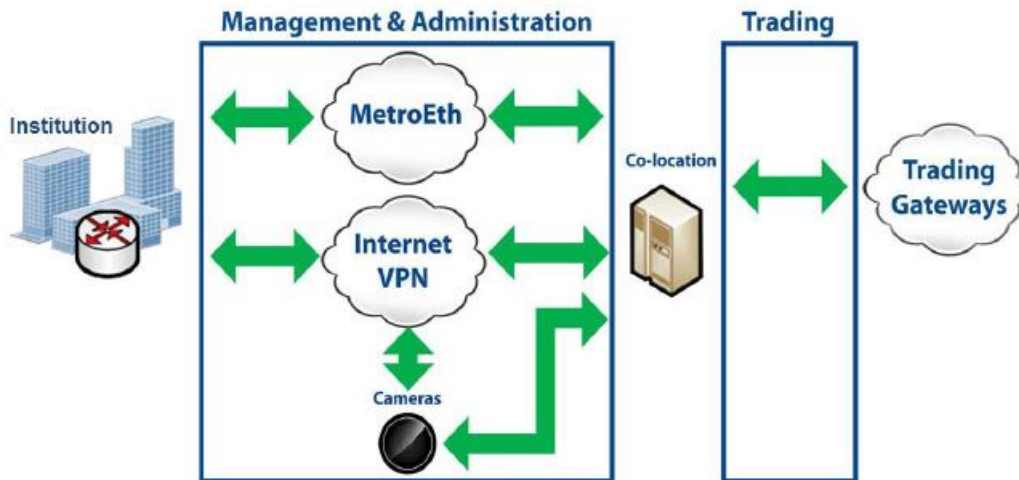 Management & Administration
Trading
Institution
MetroEth
Co-location
Trading
Gateways
Internet
VPN
Cameras